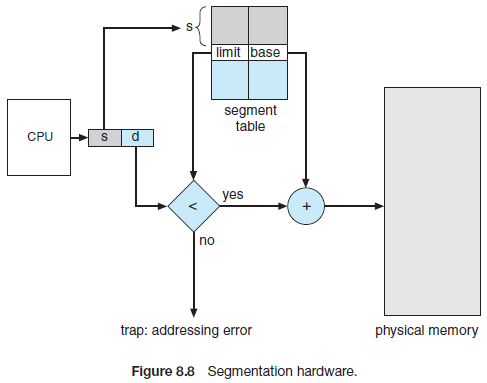 s
limit base
segment
table
CPU
s d
<
yes
+
no
trap: addressing error
physical memory
Figure 8.8 Segmentation hardware.